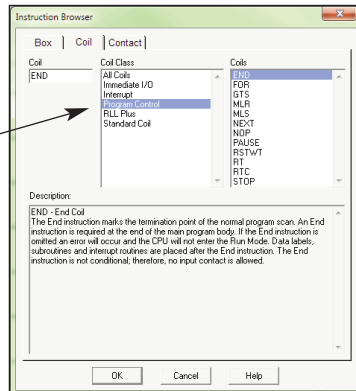 Instruction Browser
Box Coil Contact
Coil Coil Class Coils
END
All Coils
Immediate I/O
Interrupt
Program Control
RLL Plus
Standard Coil
END
FOR
GTS
MLR
MLS
NEXT
NOP
PAUSE
RSTWT
RT
RTC
STOP
Description:
END - End Coil
The End instruction marks the termination point of the normal program scan. An End
instruction is required at the end of the main program body. If the End instruction is
omitted an error will occur and the CPU will not enter the Run Mode. Data labels,
subroutines and interrupt routines are placed after the End instruction. The End
instruction is not conditional; therefore, no input contact is allowed.
OK Cancel Help